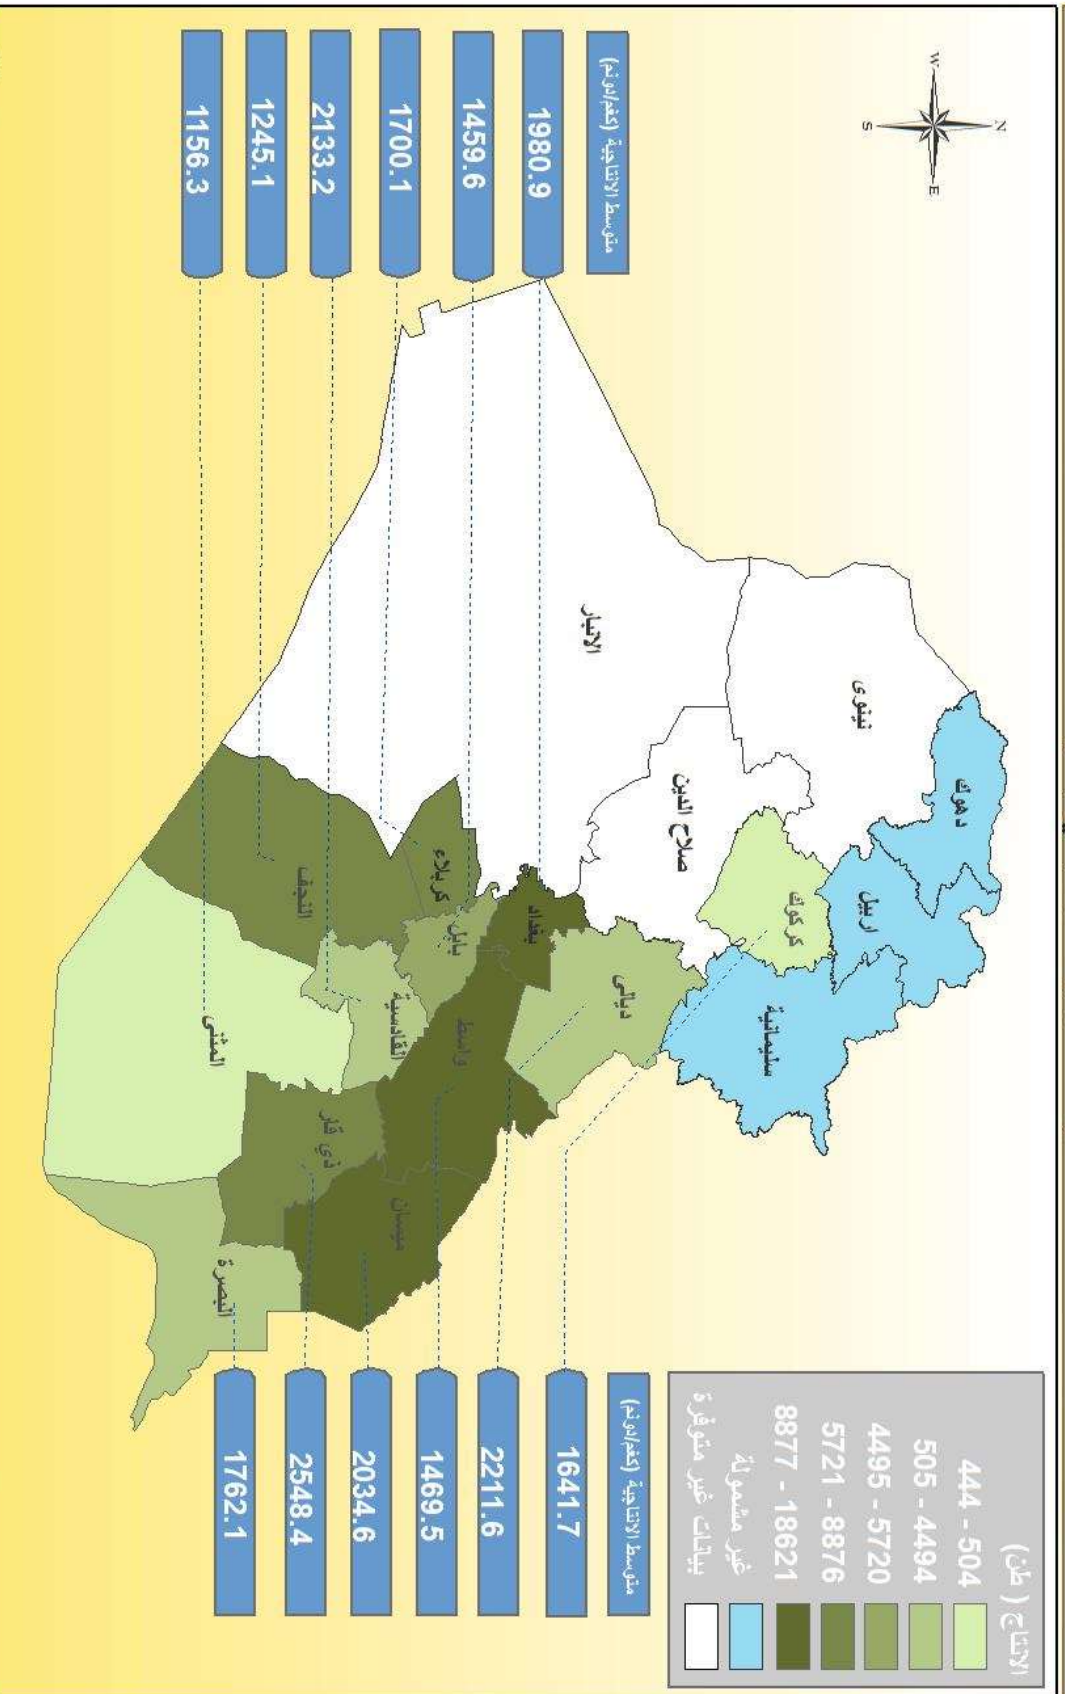 N
W
E
S
الانتاج ( طن)
444 - 504
505 - 4494
4495 - 5720
5721 - 8876
8877 - 18621
غير مشمولة
بيانات غير متوفرة
دهوك
نينوى
اربيل
كركوك
سليمانية
صلاح الدين
الانبار
ديالى
بغداد
واسط
بابل
كربلاء
القادسية
النجف
ميسان
ذي قار
المثنى
البصرة
متوسط الانتاجية (كغم/دونم)
1980.9
1459.6
1700.1
2133.2
1245.1
1156.3
متوسط الانتاجية (كغم/دونم)
1641.7
2211.6
1469.5
2034.6
2548.4
1762.1